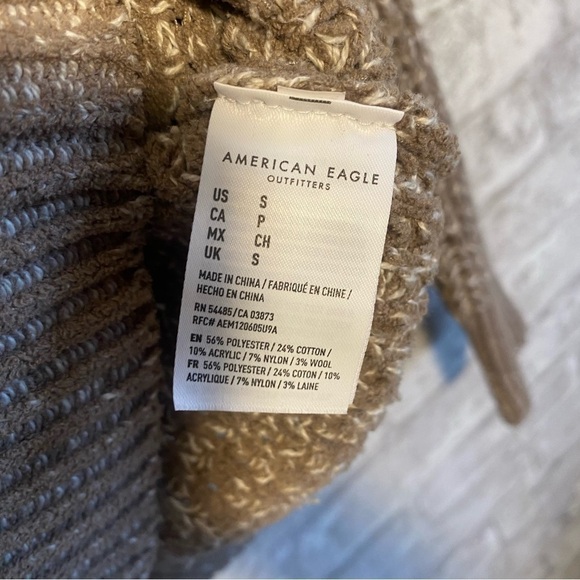 AMERICAN EAGLE
OUTFITTERS
US S
CA P
MX CH
UK S
MADE IN CHINA / FABRIQUÉ EN CHINE /
HECHO EN CHINA
RN 54485/CA 03873
RFC# AEM120605U9A
EN 56% POLYESTER / 24% COTTON /
10% ACRYLIC / 7% NYLON / 3% WOOL
FR 56% POLYESTER / 24% COTON / 10%
ACRYLIQUE / 7% NYLON / 3% LAINE